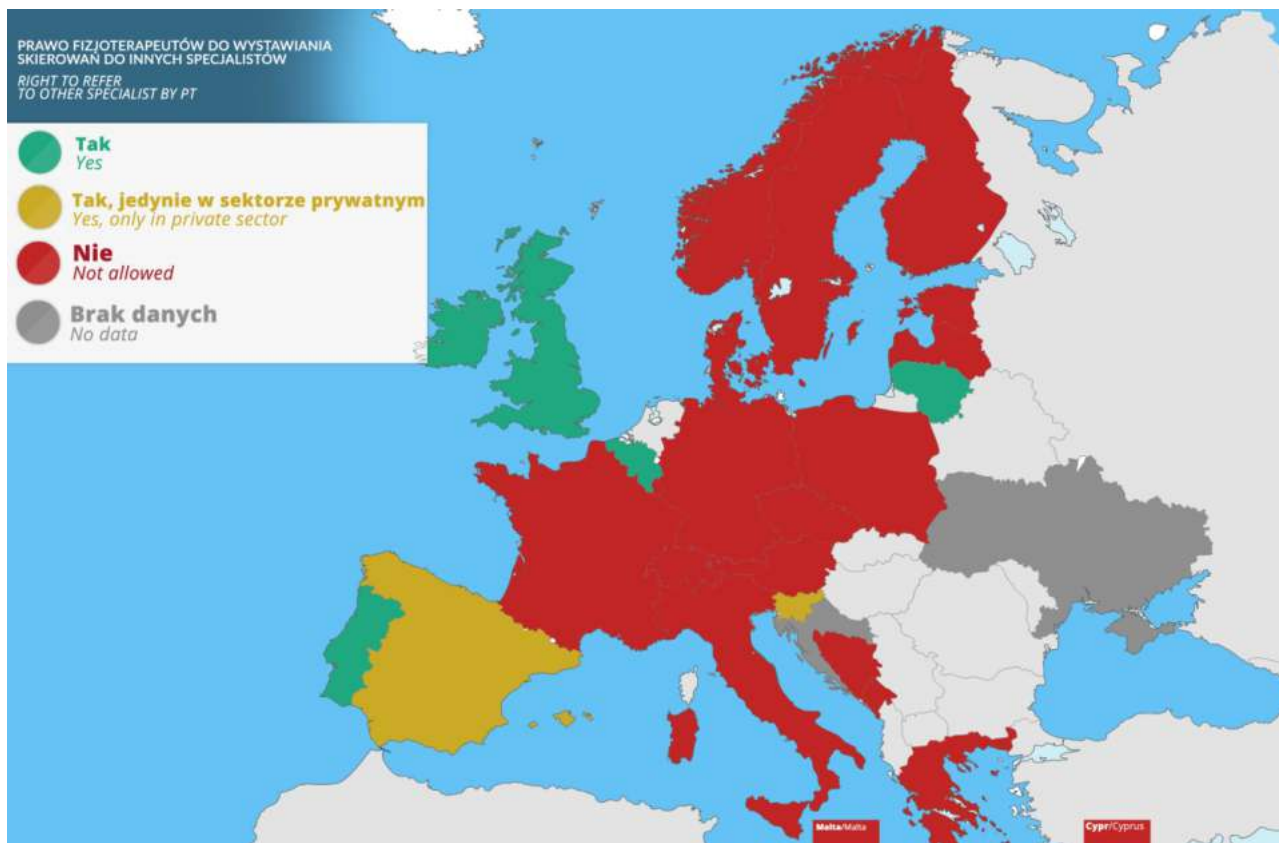 PRAWO FIZJOTERAPEUTÓW DO WYSTAWIANIA
SKIEROWAŃ DO INNYCH SPECJALISTÓW
RIGHT TO REFER
TO OTHER SPECIALIST BY PT
Tak
Yes
Tak, jedynie w sektorze prywatnym
Yes, only in private sector
Nie
Not allowed
Brak danych
No data
Malta/Malta
Cypr/Cyprus